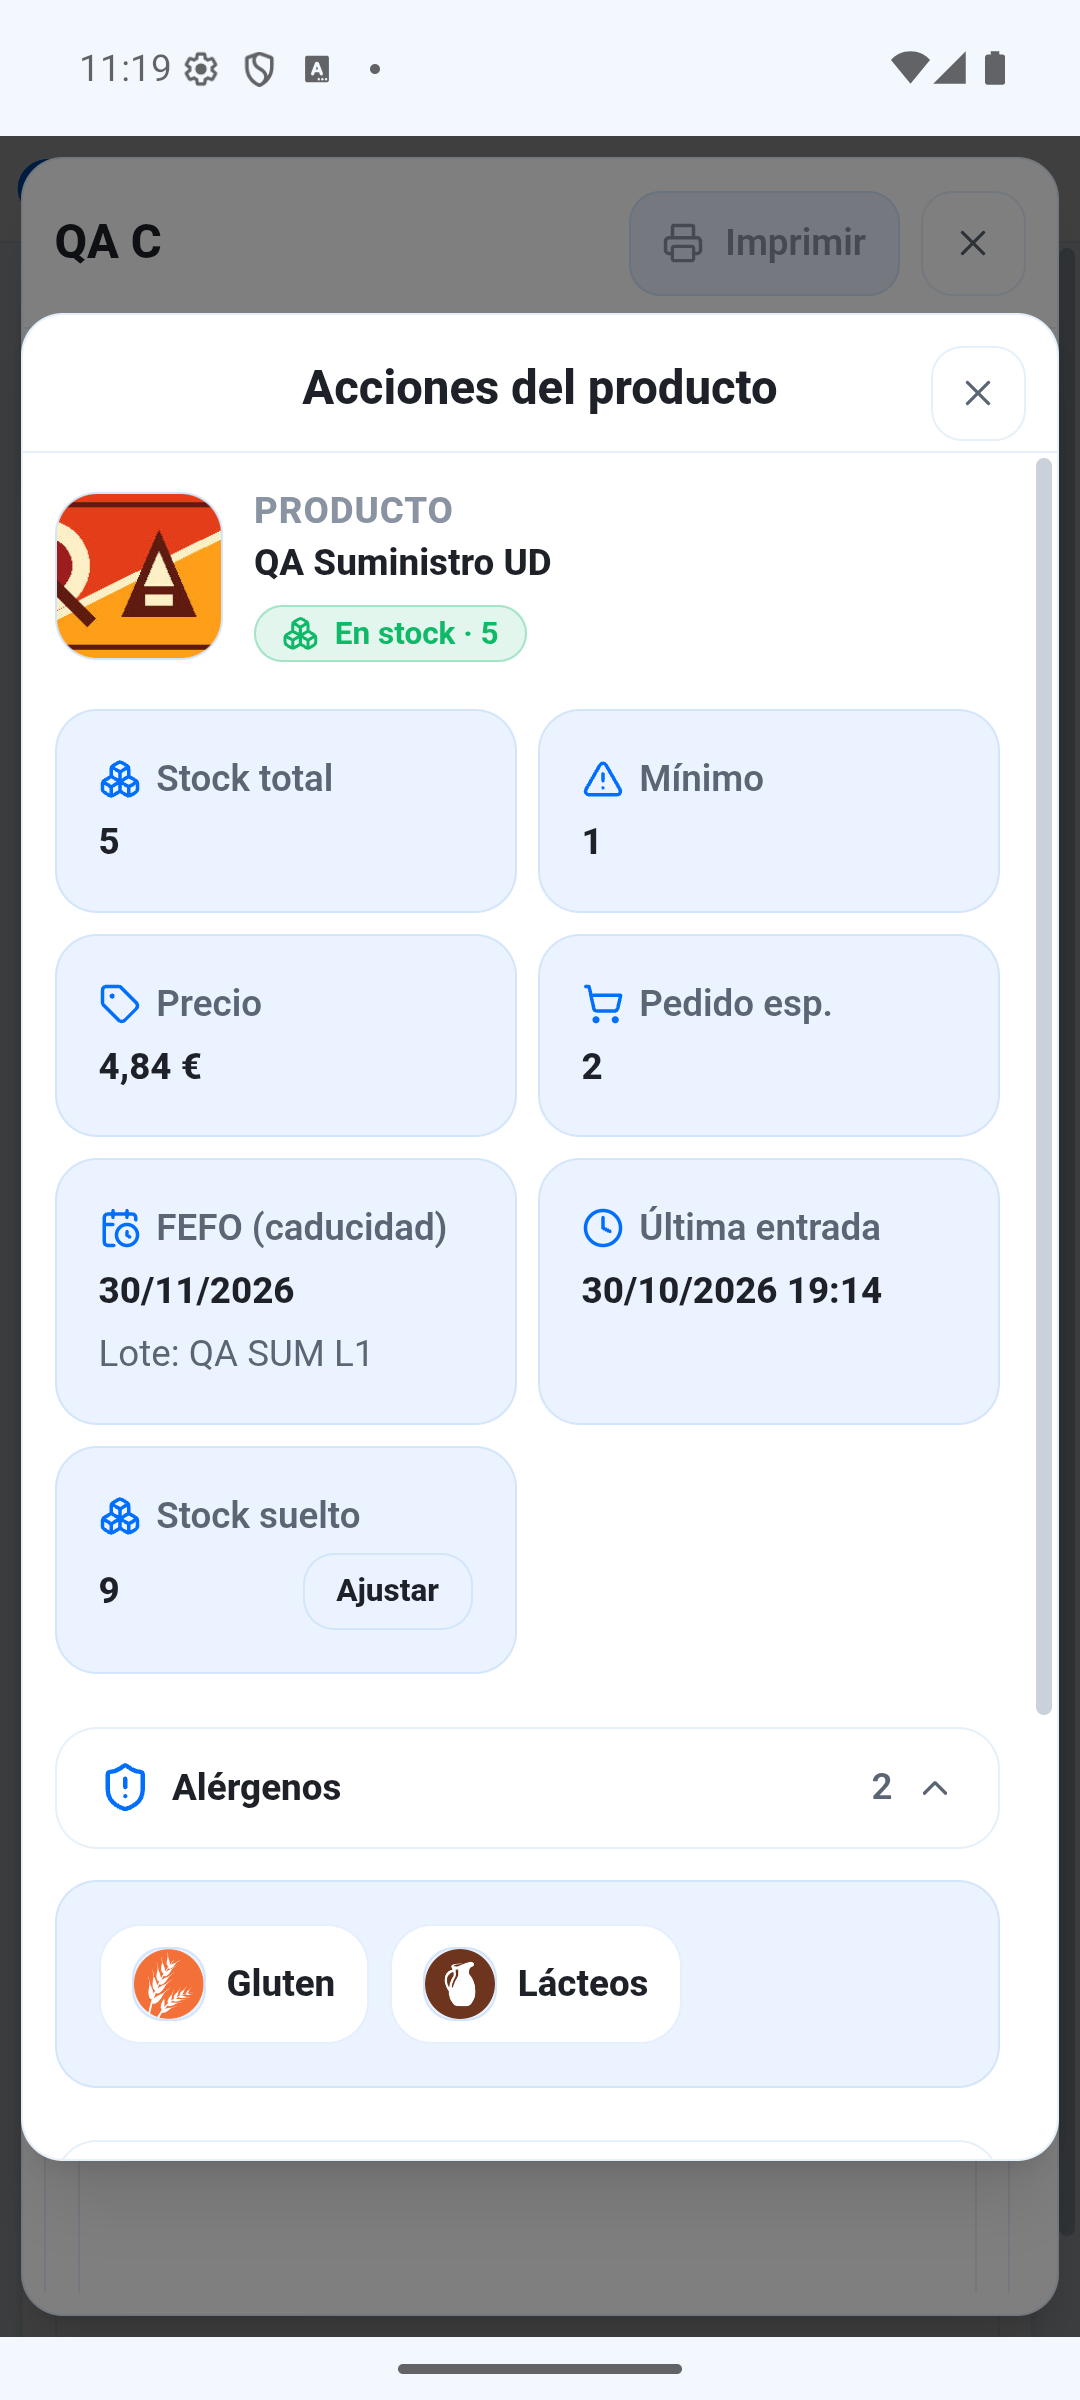 11:19
QA C
Imprimir
Acciones del producto
PRODUCTO
QA Suministro UD
En stock · 5
Stock total
5
Mínimo
1
Precio
4,84 €
Pedido esp.
2
FEFO (caducidad)
30/11/2026
Lote: QA SUM L1
Última entrada
30/10/2026 19:14
Stock suelto
9
Ajustar
Alérgenos
2
Gluten
Lácteos